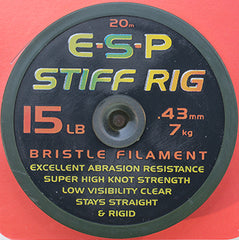 20m
E-S-P
STIFF RIG
15LB .43mm
7kg
BRISTLE FILAMENT
EXCELLENT ABRASION RESISTANCE
SUPER HIGH KNOT STRENGTH
LOW VISIBILITY CLEAR
STAYS STRAIGHT
& RIGID